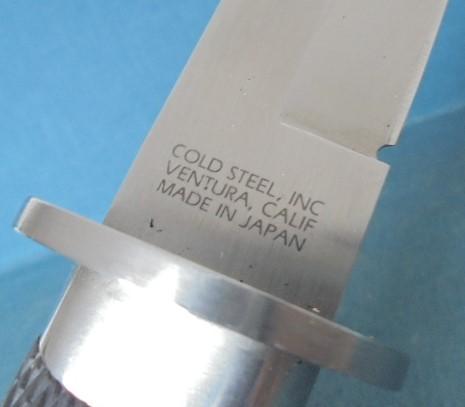 COLD STEEL, INC
VENTURA, CALIF
MADE IN JAPAN